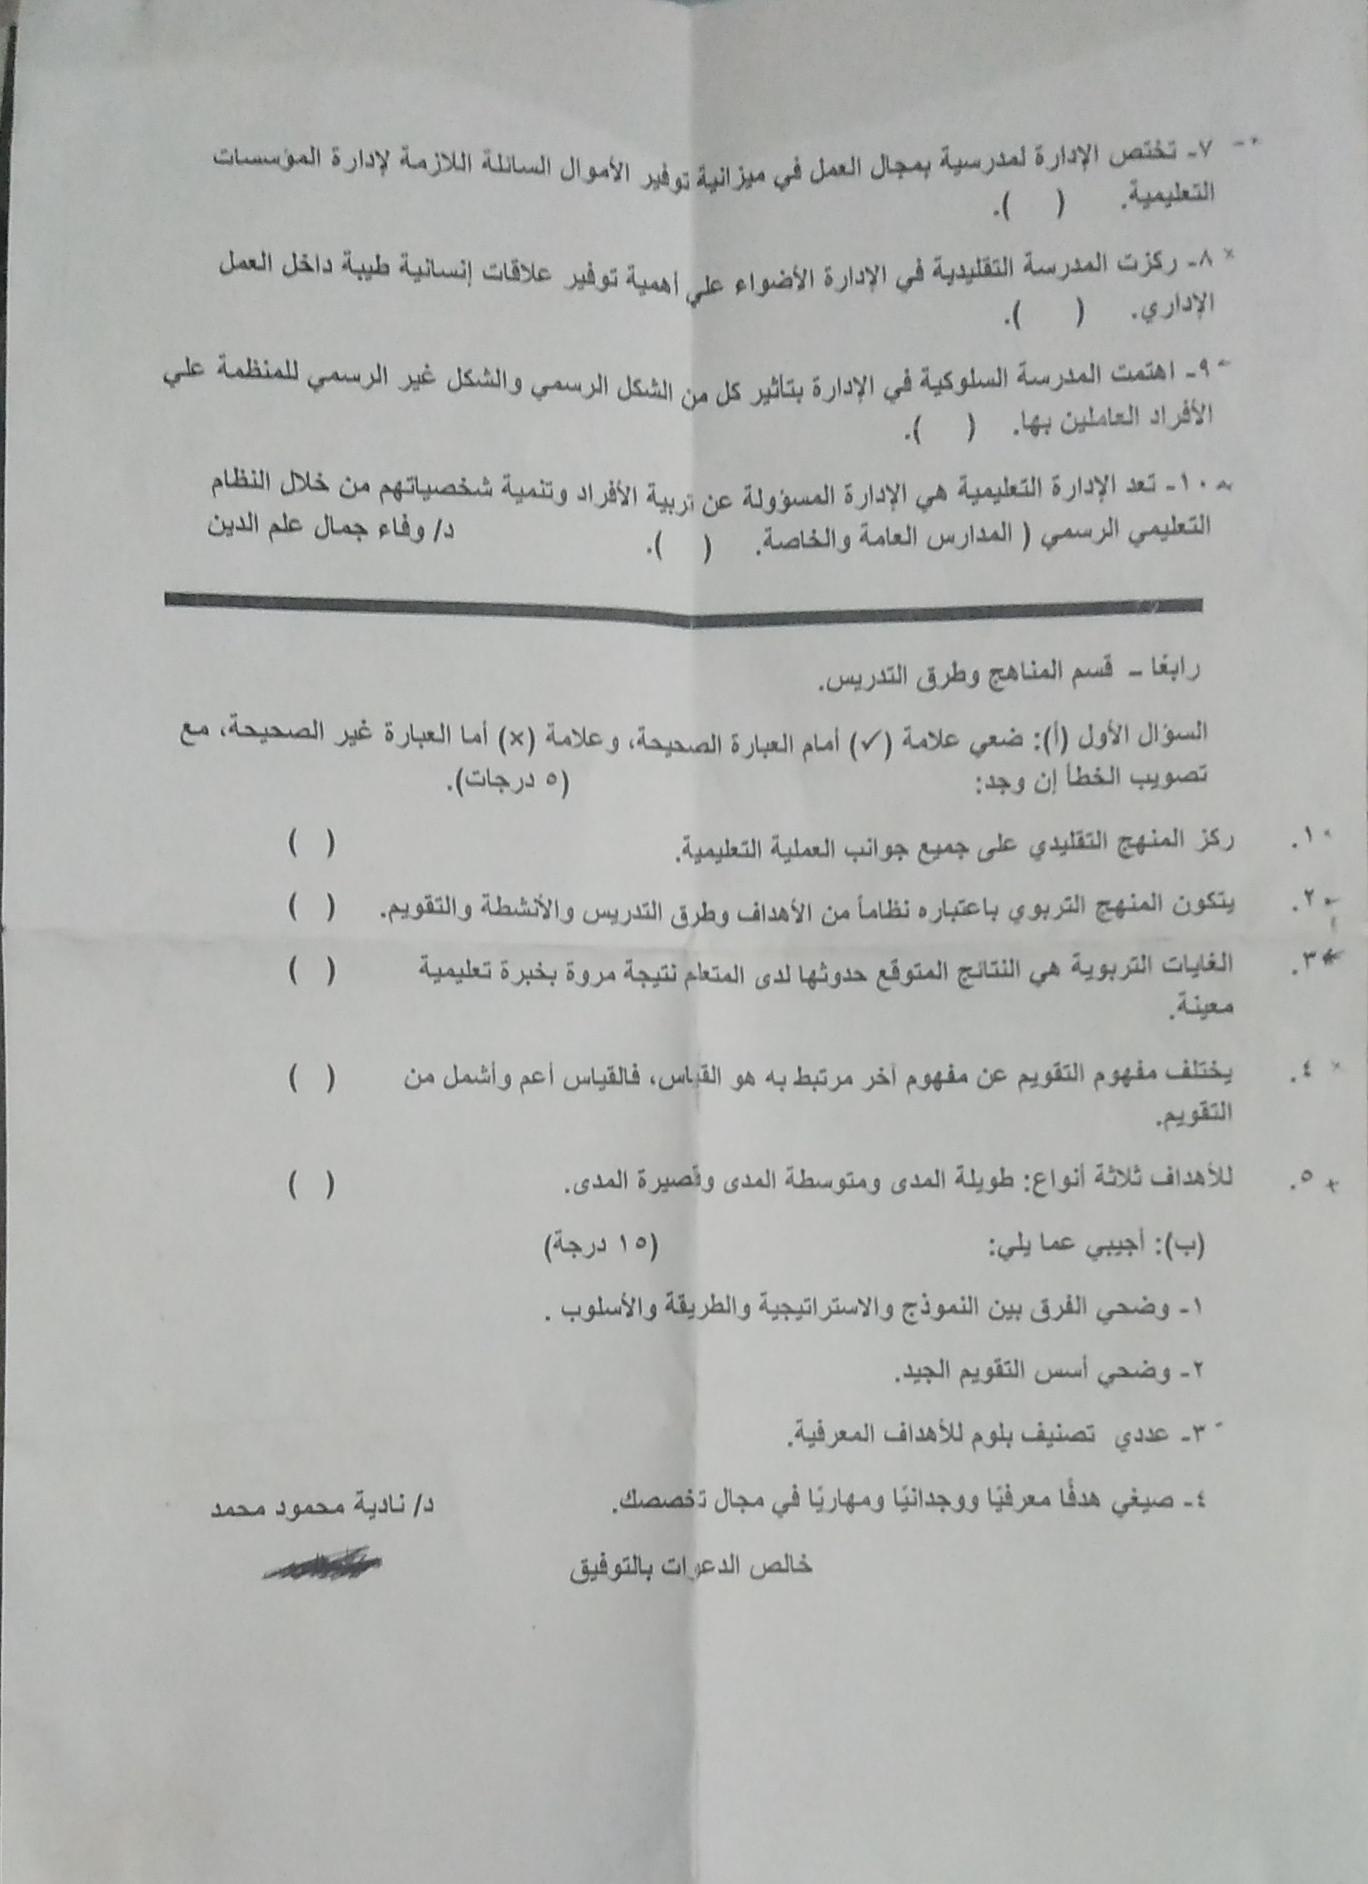 ٧- تختص الإدارة لمدرسية بمجال العمل في ميزانية توفير الأموال السائلة اللازمة لإدارة المؤسسات
التعليمية. ( ).
٨- ركزت المدرسة التقليدية في الإدارة الأضواء علي أهمية توفير علاقات إنسانية طيبة داخل العمل
الإداري. ( ).
٩- اهتمت المدرسة السلوكية في الإدارة بتأثير كل من الشكل الرسمي والشكل غير الرسمي للمنظمة علي
الأفراد العاملين بها. ( ).
١٠- تعد الإدارة التعليمية هي الإدارة المسؤولة عن تربية الأفراد وتنمية شخصياتهم من خلال النظام
التعليمي الرسمي ( المدارس العامة والخاصة. ( ). د/ وفاء جمال علم الدين
رابعًا – قسم المناهج وطرق التدريس.
السؤال الأول (أ): ضعي علامة (✓) أمام العبارة الصحيحة، وعلامة (×) أما العبارة غير الصحيحة، مع
تصويب الخطأ إن وجد: (٥ درجات).
١. ركز المنهج التقليدي على جميع جوانب العملية التعليمية. ( )
٢. يتكون المنهج التربوي باعتباره نظاماً من الأهداف وطرق التدريس والأنشطة والتقويم. ( )
٣. الغايات التربوية هي النتائج المتوقع حدوثها لدى المتعلم نتيجة مروة بخبرة تعليمية ( )
معينة.
٤. يختلف مفهوم التقويم عن مفهوم آخر مرتبط به هو القياس، فالقياس أعم وأشمل من ( )
التقويم.
٥. للأهداف ثلاثة أنواع: طويلة المدى ومتوسطة المدى وقصيرة المدى. ( )
(ب): أجيبي عما يلي: (١٥ درجة)
١- وضحي الفرق بين النموذج والاستراتيجية والطريقة والأسلوب .
٢- وضحي أسس التقويم الجيد.
٣- عددي تصنيف بلوم للأهداف المعرفية.
٤- صيغي هدفًا معرفيًا ووجدانيًا ومهاريًا في مجال تخصصك. د/ نادية محمود محمد
خالص الدعوات بالتوفيق